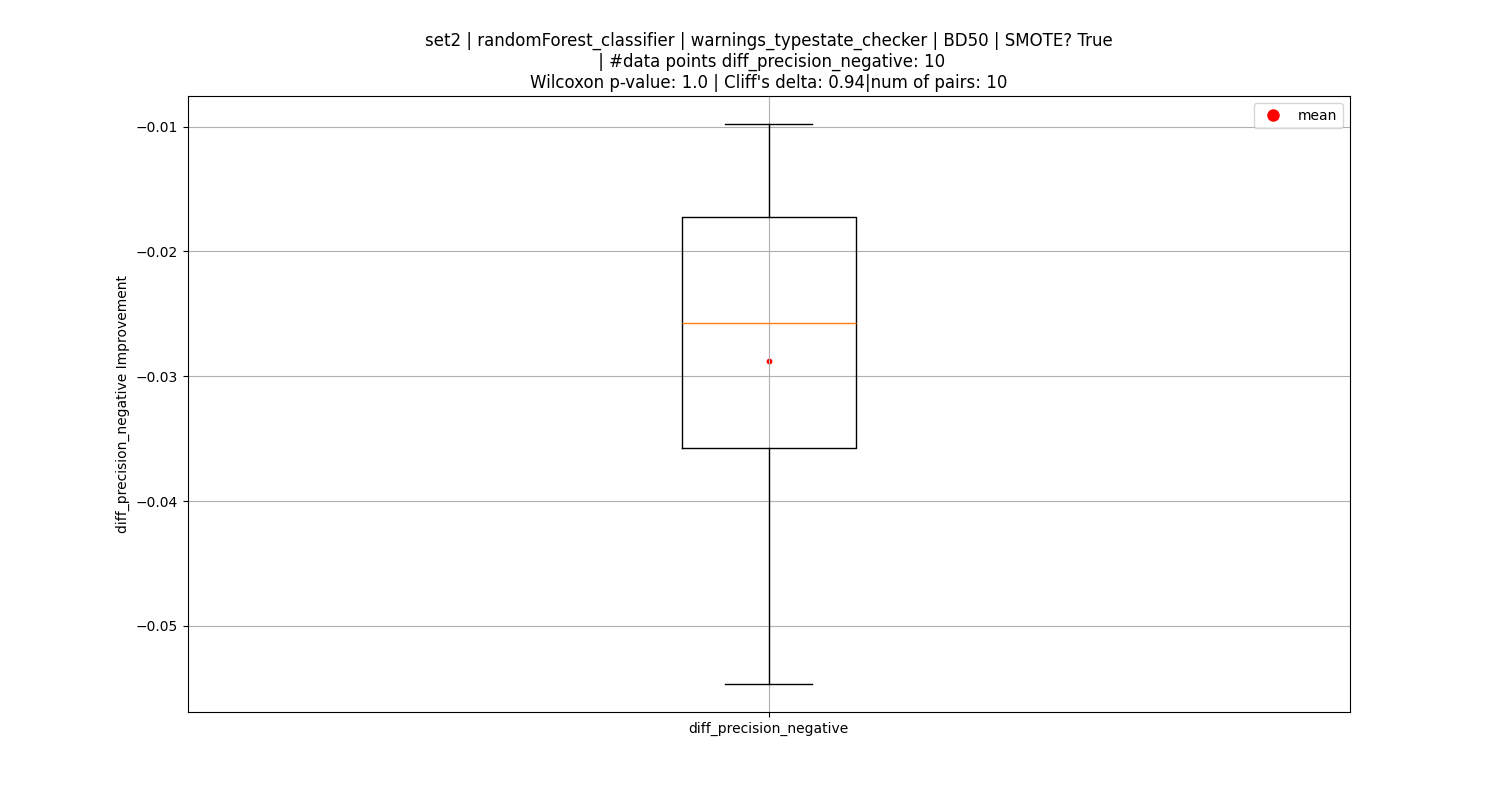 set2 | randomForest_classifier | warnings_typestate_checker | BD50 | SMOTE? True
| #data points diff_precision_negative: 10
Wilcoxon p-value: 1.0 | Cliff's delta: 0.94|num of pairs: 10
mean
−0.01
−0.02
−0.03
−0.04
−0.05
diff_precision_negative Improvement
diff_precision_negative